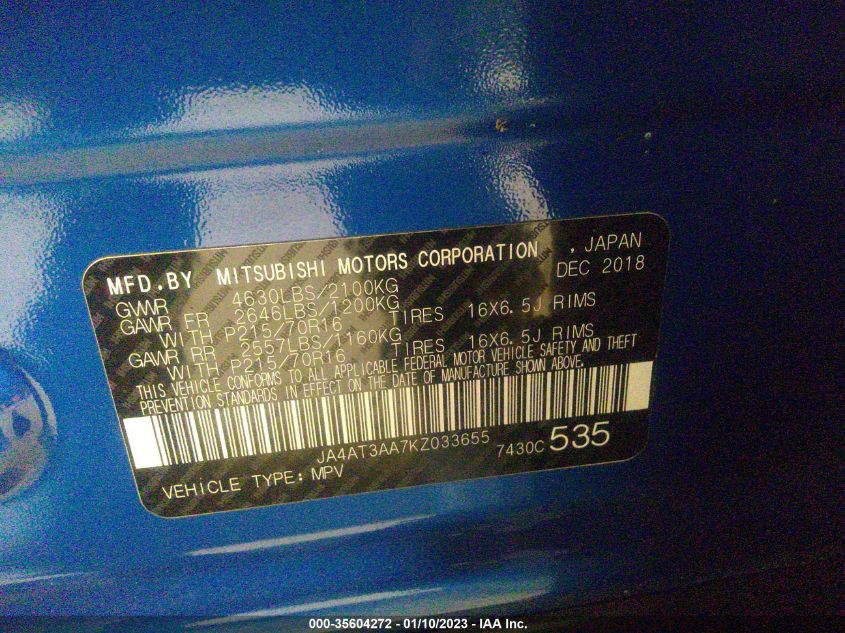 MFD.BY MITSUBISHI MOTORS CORPORATION , JAPAN
GVWR 4630LBS/2100KG DEC 2018
GAWR FR 2646LBS/1200KG
WITH P215/70R16 TIRES 16X6.5J RIMS
GAWR RR 2557LBS/1160KG
WITH P215/70R16 TIRES 16X6.5J RIMS
THIS VEHICLE CONFORMS TO ALL APPLICABLE FEDERAL MOTOR VEHICLE SAFETY AND THEFT
PREVENTION STANDARDS IN EFFECT ON THE DATE OF MANUFACTURE SHOWN ABOVE.
JA4AT3AA7KZ033655 7430C 535
VEHICLE TYPE: MPV
000-35604272 - 01/10/2023 - IAA Inc.